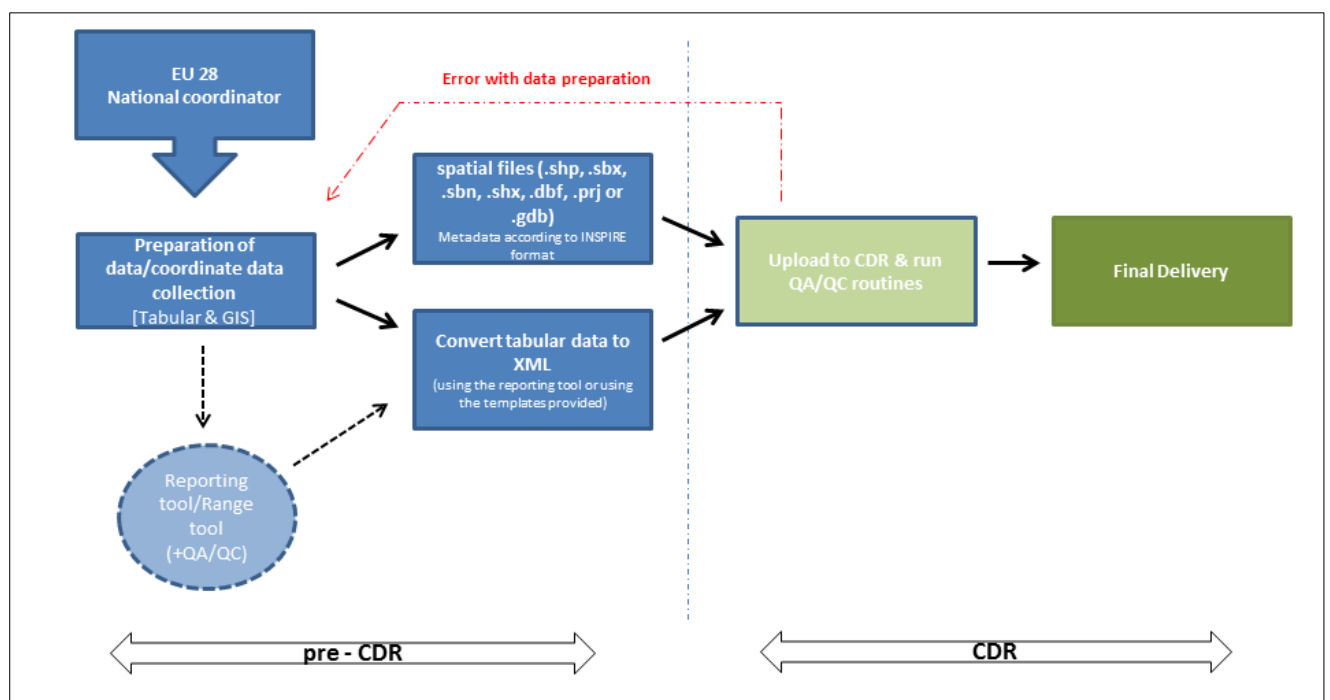 EU 28
National coordinator
Error with data preparation
spatial files (.shp, .sbx,
.sbn, .shx, .dbf, .prj or
.gdb)
Metadata according to INSPIRE
format
Preparation of
data/coordinate data
collection
[Tabular & GIS]
Upload to CDR & run
QA/QC routines
Final Delivery
Convert tabular data to
XML
(using the reporting tool or using
the templates provided)
Reporting
tool/Range
tool
(+QA/QC)
pre - CDR
CDR